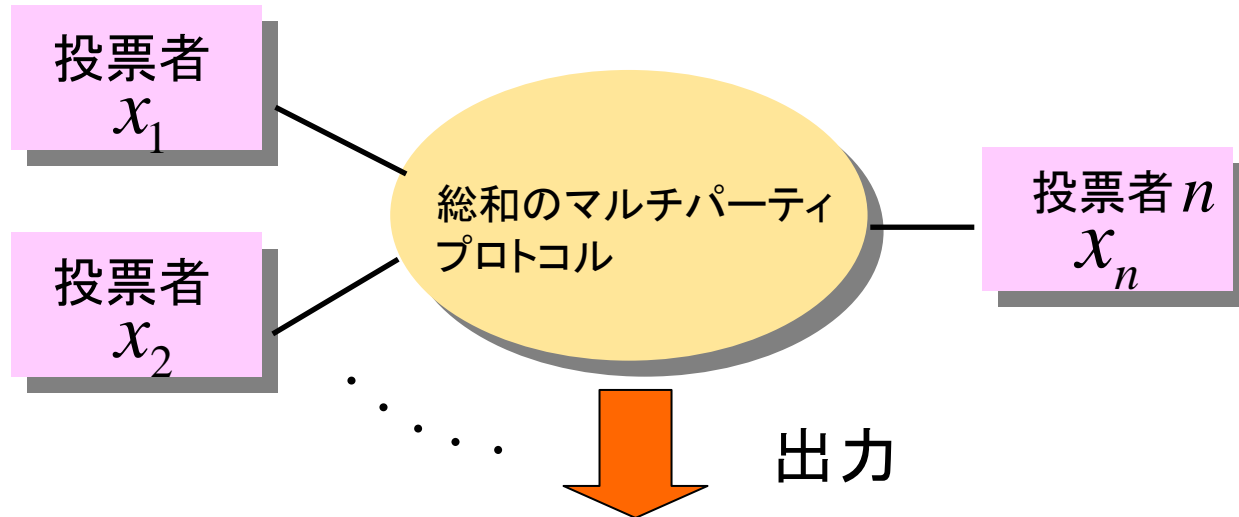 投票者
x₁
投票者
x₂
総和のマルチパーティ
プロトコル
投票者 n
xₙ
出力